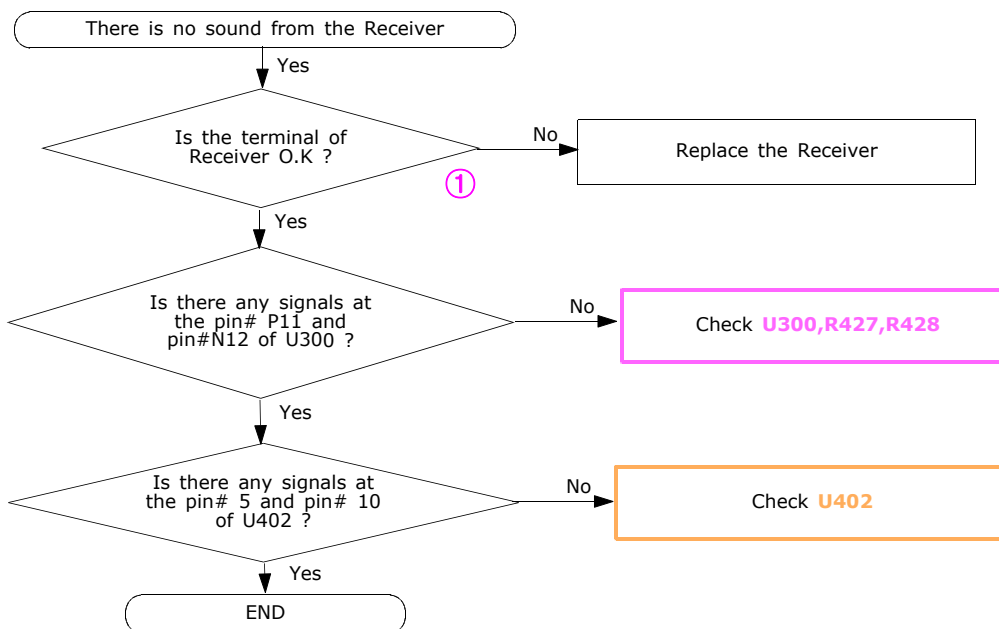 There is no sound from the Receiver
Yes
Is the terminal of
Receiver O.K ?
No
Replace the Receiver
①
Yes
Is there any signals at
the pin# P11 and
pin#N12 of U300 ?
No
Check U300,R427,R428
Yes
Is there any signals at
the pin# 5 and pin# 10
of U402 ?
No
Check U402
Yes
END